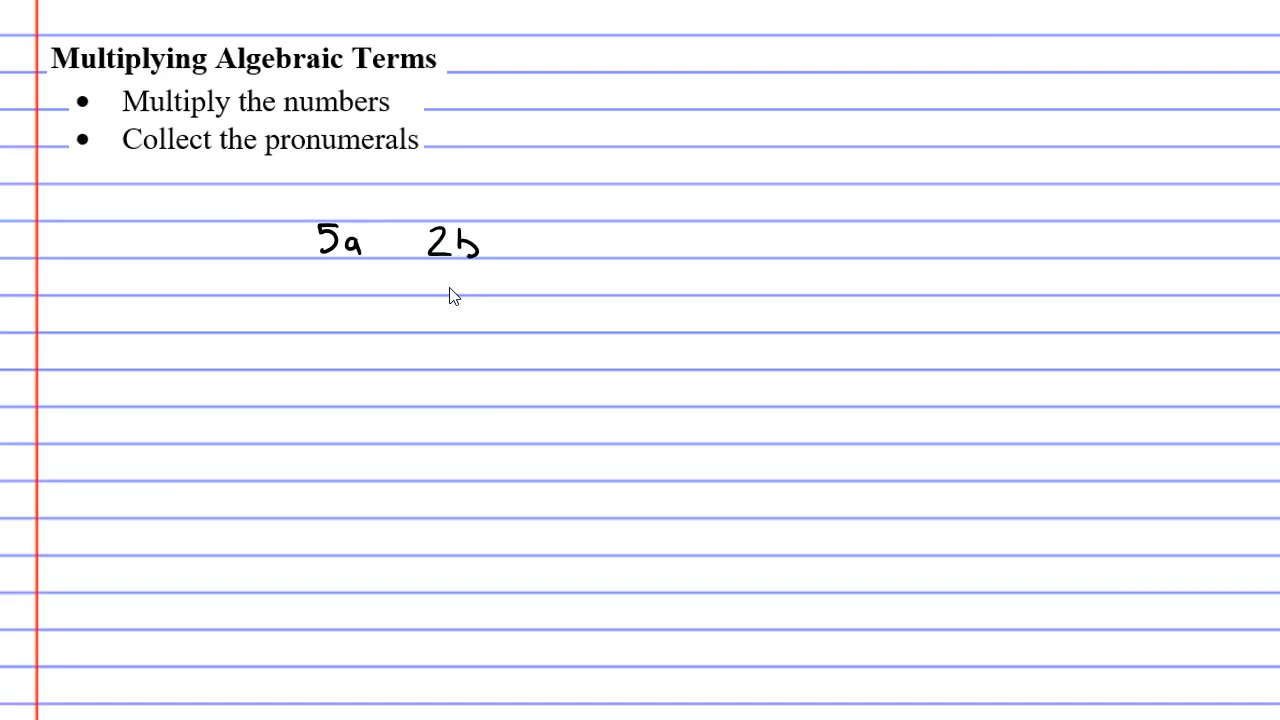 Multiplying Algebraic Terms
• Multiply the numbers
• Collect the pronumerals
5a 2b